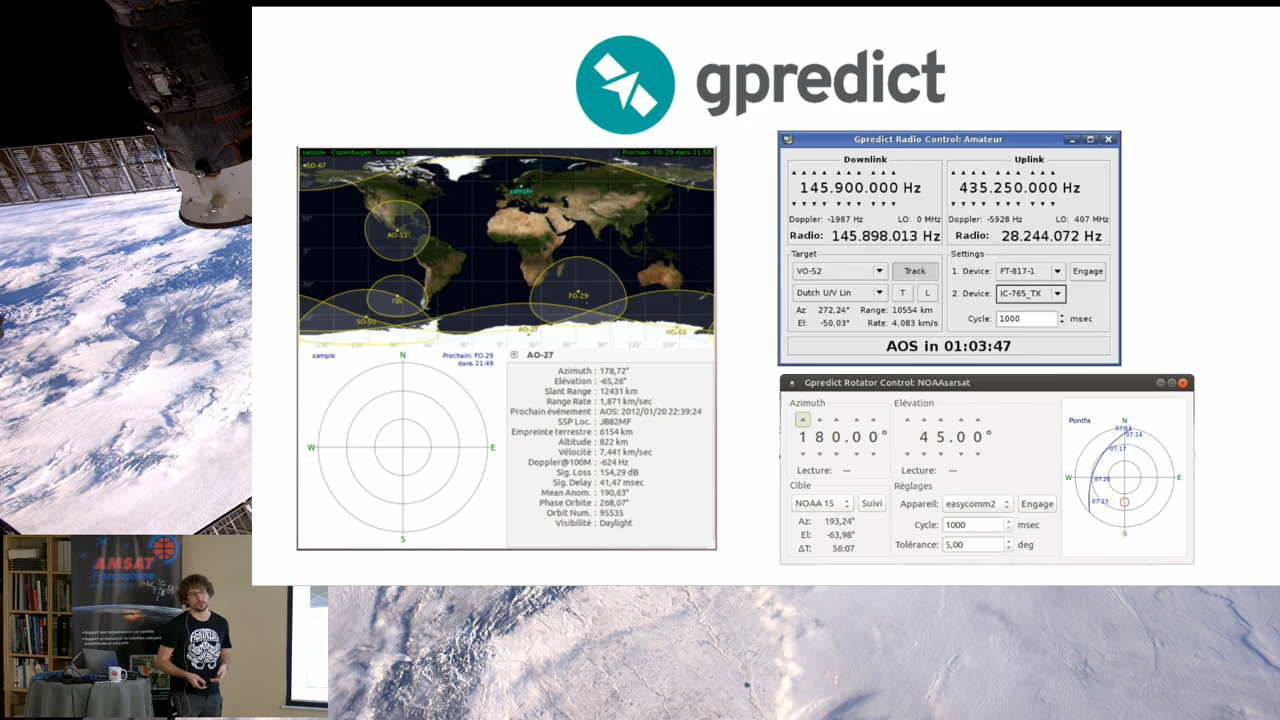 gpredict
sample - Copenhagen, Denmark
Prochain: FO-29 dans 21:50
SO-67
sample
AO-51
ISS
FO-29
SO-50
AO-27
HO-68
sample
Prochain: FO-29
dans 21:49
N
W
E
S
AO-27
Azimuth : 178,72°
Elévation : -65,26°
Slant Range : 12431 km
Range Rate : 1,871 km/sec
Prochain événement : AOS: 2012/01/20 22:39:24
SSP Loc. : JB82MF
Empreinte terrestre : 6154 km
Altitude : 822 km
Vélocité : 7,441 km/sec
Doppler@100M : -624 Hz
Sig. Loss : 154,29 dB
Sig. Delay : 41,47 msec
Mean Anom. : 190,63°
Phase Orbite : 268,07°
Orbit Num. : 95535
Visibilité : Daylight
Gpredict Radio Control: Amateur
Downlink
145.900.000 Hz
Doppler: -1987 Hz LO: 0 MHz
Radio: 145.898.013 Hz
Uplink
435.250.000 Hz
Doppler: -5928 Hz LO: 407 MHz
Radio: 28.244.072 Hz
Target
VO-52 Track
Dutch U/V Lin T L
Az: 272,24° Range: 10554 km
El: -50,03° Rate: 4,083 km/s
Settings
1. Device: FT-817-1 Engage
2. Device: IC-765_TX
Cycle: 1000 msec
AOS in 01:03:47
Gpredict Rotator Control: NOAAsarsat
Azimuth
180.00°
Lecture: —
Elévation
45.00°
Lecture: —
Cible
NOAA 15 Suivi
Az: 193,24°
El: -63,98°
ΔT: 56:07
Réglages
Appareil: easycomm2 Engage
Cycle: 1000 msec
Tolérance: 5,00 deg
Pontfa
N
07:14
07:17
W
E
07:20
07:23
S
AMSAT
Francophone